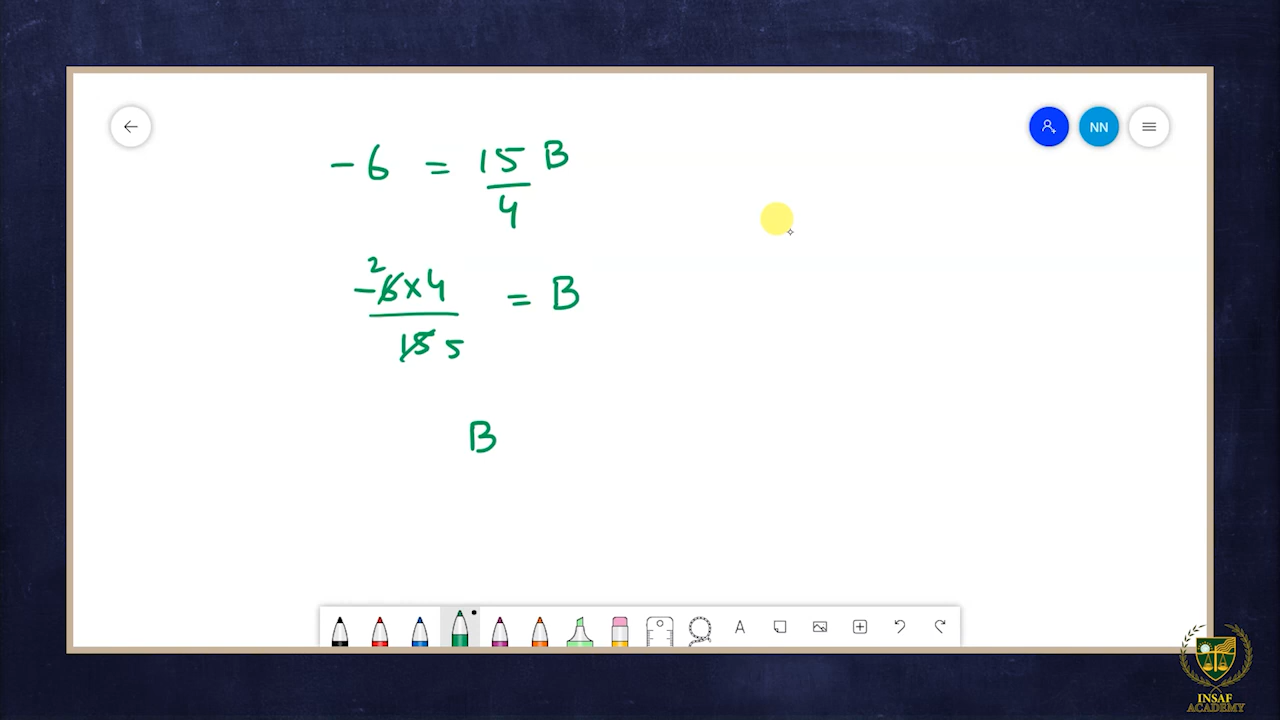 NN
-6 = 15/4 B
-6̶ 2 × 4 / 1̶5̶ 5 = B
B
A
INSAF
ACADEMY